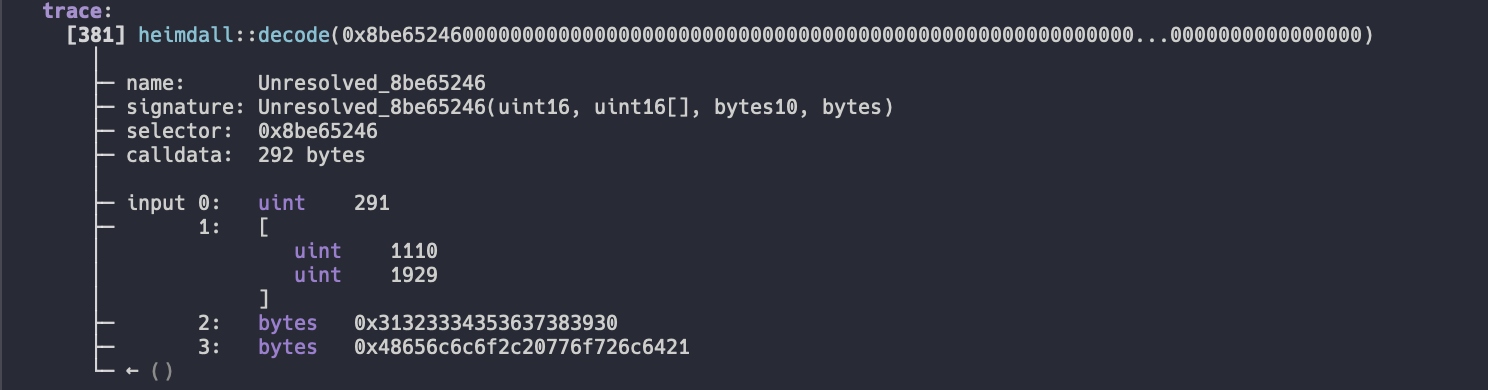 trace:
[381] heimdall::decode(0x8be6524600000000000000000000000000000000000000000000000000000000...0000000000000000)
name: Unresolved_8be65246
signature: Unresolved_8be65246(uint16, uint16[], bytes10, bytes)
selector: 0x8be65246
calldata: 292 bytes
input 0: uint 291
1: [
uint 1110
uint 1929
]
2: bytes 0x31323334353637383930
3: bytes 0x48656c6c6f2c20776f726c6421
← ()